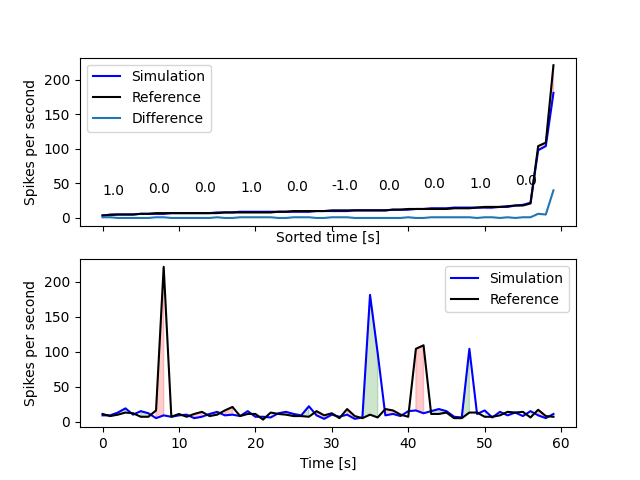 Spikes per second
200
150
100
50
0
Simulation
Reference
Difference
1.0 0.0 0.0 1.0 0.0 -1.0 0.0 0.0 1.0 0.0
Sorted time [s]
Spikes per second
200
150
100
50
0
Simulation
Reference
0 10 20 30 40 50 60
Time [s]